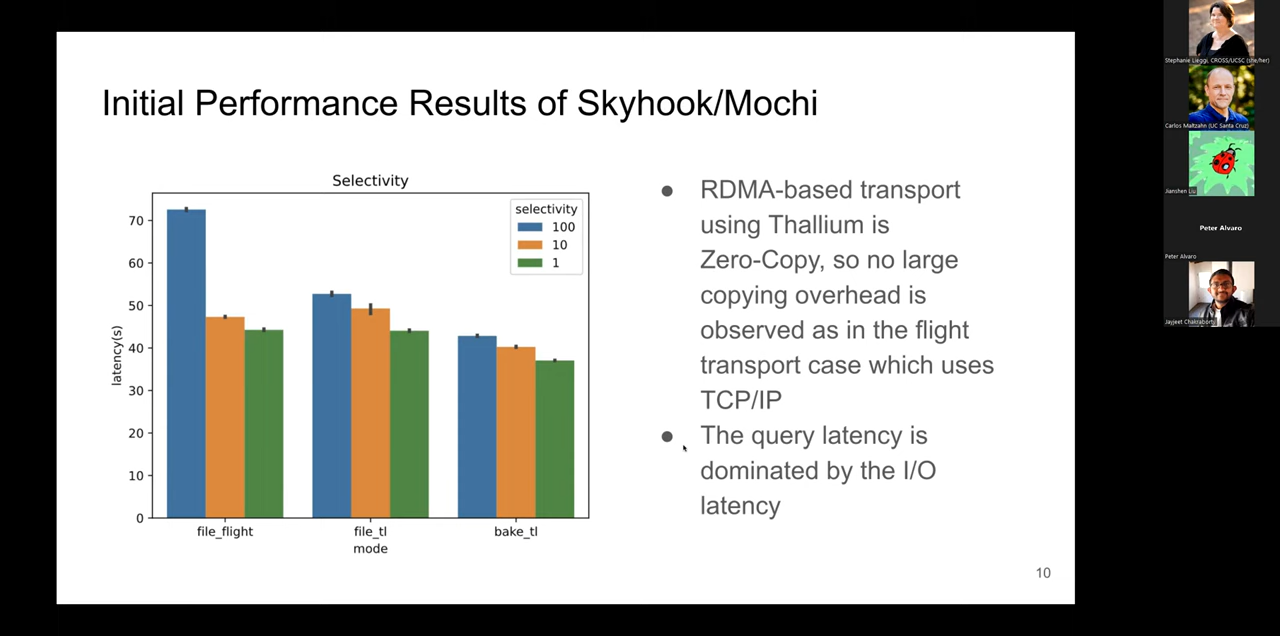 Initial Performance Results of Skyhook/Mochi
Selectivity
selectivity
100
10
1
70
60
50
40
30
20
10
0
latency(s)
file_flight
file_tl
bake_tl
mode
RDMA-based transport
using Thallium is
Zero-Copy, so no large
copying overhead is
observed as in the flight
transport case which uses
TCP/IP
The query latency is
dominated by the I/O
latency
10
Stephanie Lieggi, CROSS/UCSC (she/her)
Carlos Maltzahn (UC Santa Cruz)
Jianshen Liu
Peter Alvaro
Peter Alvaro
Jayjeet Chakraborty